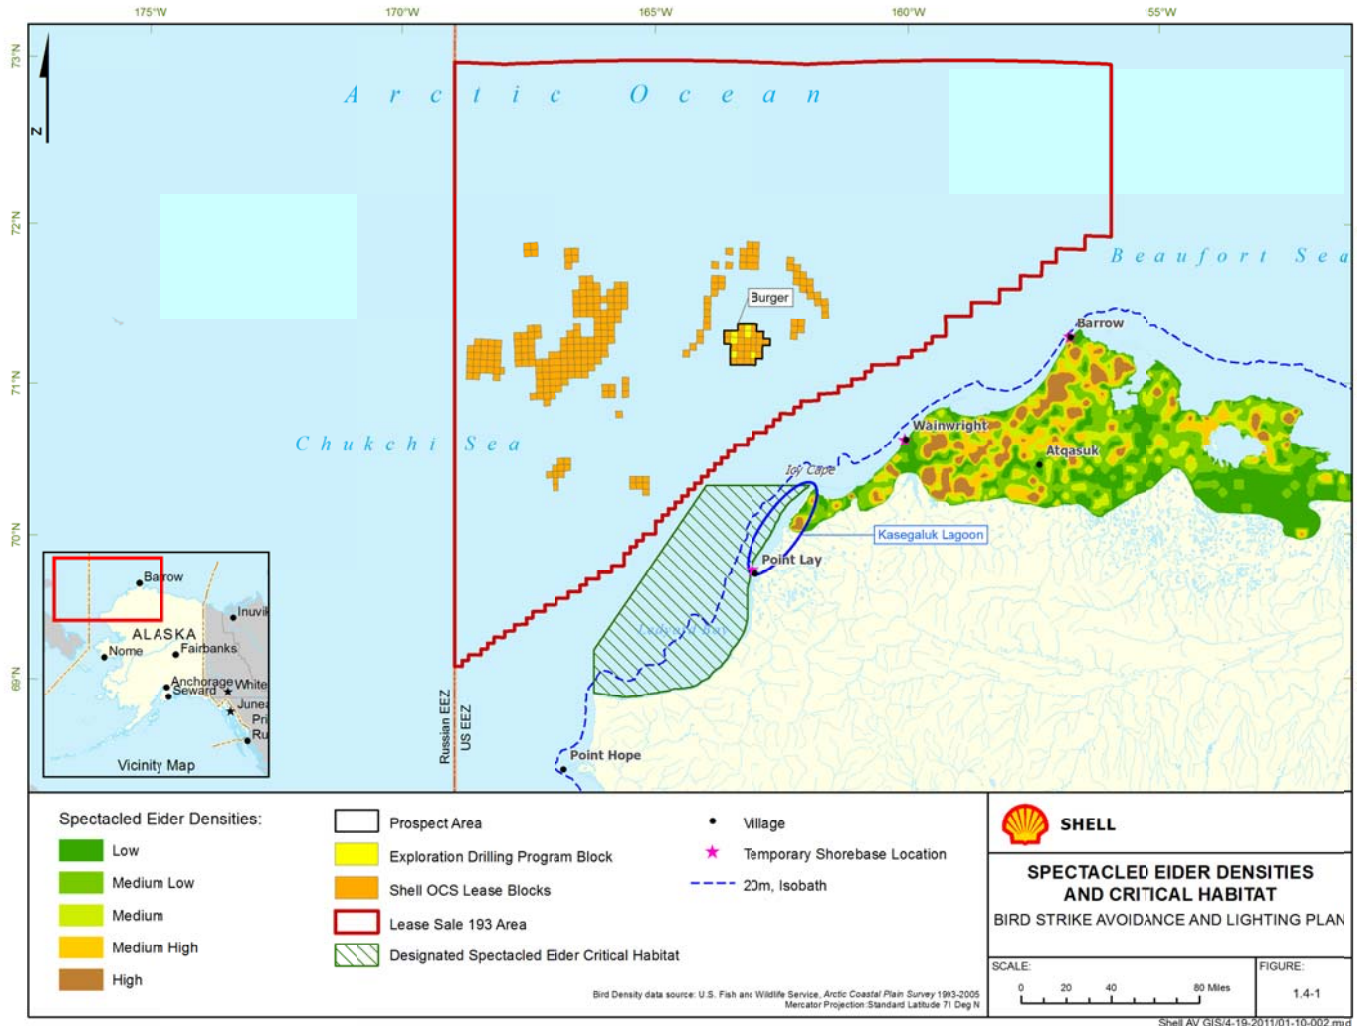 175°W 170°W 165°W 160°W 55°W
73°N
72°N
71°N
70°N
69°N
N
Arctic Ocean
Beaufort Sea
Chukchi Sea
Burger
Barrow
Wainwright
Atqasuk
Icy Cape
Kasegaluk Lagoon
Point Lay
Ledyard Bay
Point Hope
Russian EEZ
US EEZ
Barrow
Inuvik
ALASKA
Nome
Fairbanks
Anchorage
Seward
White
Junea
Pri
Ru
Vicinity Map
Spectacled Eider Densities:
Low
Medium Low
Medium
Medium High
High
Prospect Area
Exploration Drilling Program Block
Shell OCS Lease Blocks
Lease Sale 193 Area
Designated Spectacled Eider Critical Habitat
Village
Temporary Shorebase Location
20m, Isobath
Bird Density data source: U.S. Fish and Wildlife Service, Arctic Coastal Plain Survey 1993-2005
Mercator Projection:Standard Latitude 71 Deg N
SHELL
SPECTACLED EIDER DENSITIES
AND CRITICAL HABITAT
BIRD STRIKE AVOIDANCE AND LIGHTING PLAN
SCALE:
0 20 40 80 Miles
FIGURE:
1.4-1
Shell AV GIS/4-19-2011/01-10-002.mxd